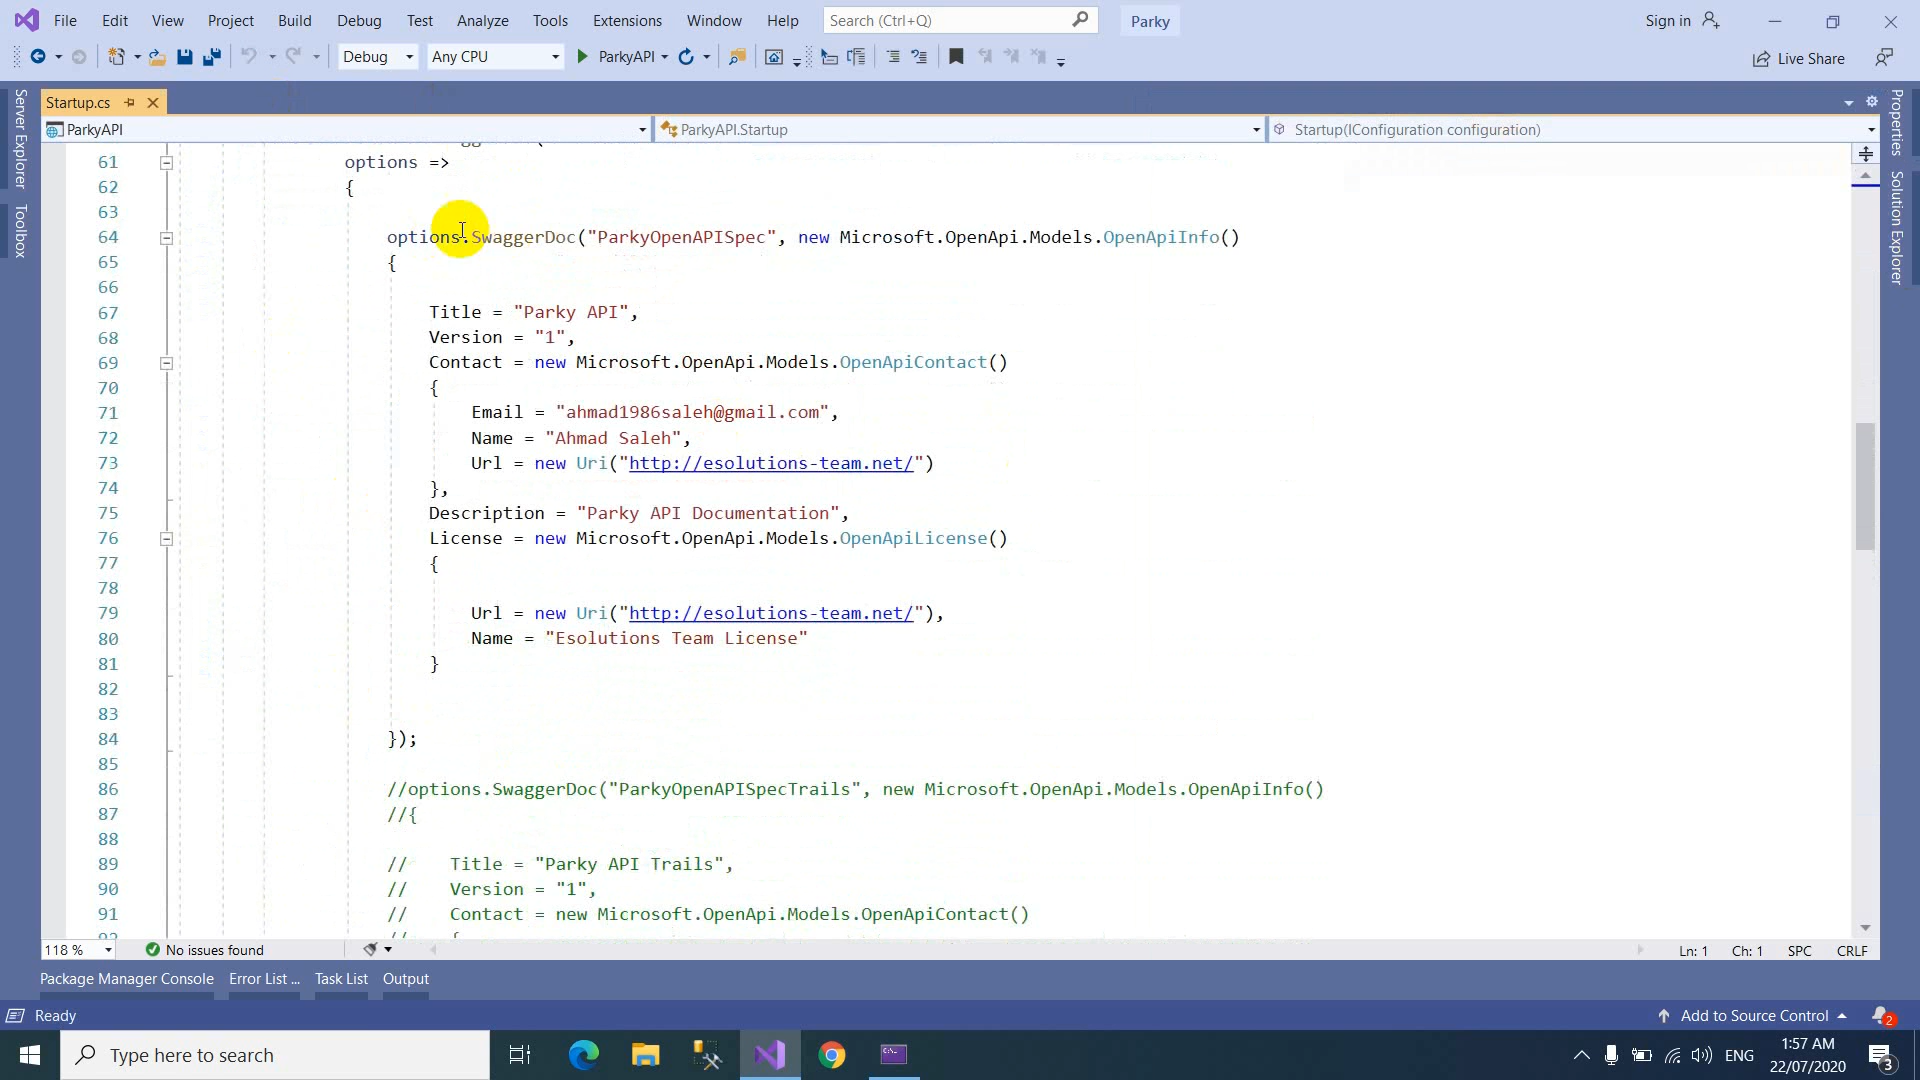 File Edit View Project Build Debug Test Analyze Tools Extensions Window Help Search (Ctrl+Q) Parky Sign in
Debug Any CPU ParkyAPI Live Share
Server Explorer
Toolbox
Startup.cs
ParkyAPI ParkyAPI.Startup Startup(IConfiguration configuration)
61 options =>
62 {
63
64 options.SwaggerDoc("ParkyOpenAPISpec", new Microsoft.OpenApi.Models.OpenApiInfo()
65 {
66
67 Title = "Parky API",
68 Version = "1",
69 Contact = new Microsoft.OpenApi.Models.OpenApiContact()
70 {
71 Email = "ahmad1986saleh@gmail.com",
72 Name = "Ahmad Saleh",
73 Url = new Uri("http://esolutions-team.net/")
74 },
75 Description = "Parky API Documentation",
76 License = new Microsoft.OpenApi.Models.OpenApiLicense()
77 {
78
79 Url = new Uri("http://esolutions-team.net/"),
80 Name = "Esolutions Team License"
81 }
82
83
84 });
85
86 //options.SwaggerDoc("ParkyOpenAPISpecTrails", new Microsoft.OpenApi.Models.OpenApiInfo()
87 //{
88
89 // Title = "Parky API Trails",
90 // Version = "1",
91 // Contact = new Microsoft.OpenApi.Models.OpenApiContact()
92 // {
Properties
Solution Explorer
118 % No issues found Ln: 1 Ch: 1 SPC CRLF
Package Manager Console Error List ... Task List Output
Ready Add to Source Control 2
Type here to search ENG 1:57 AM
22/07/2020 3